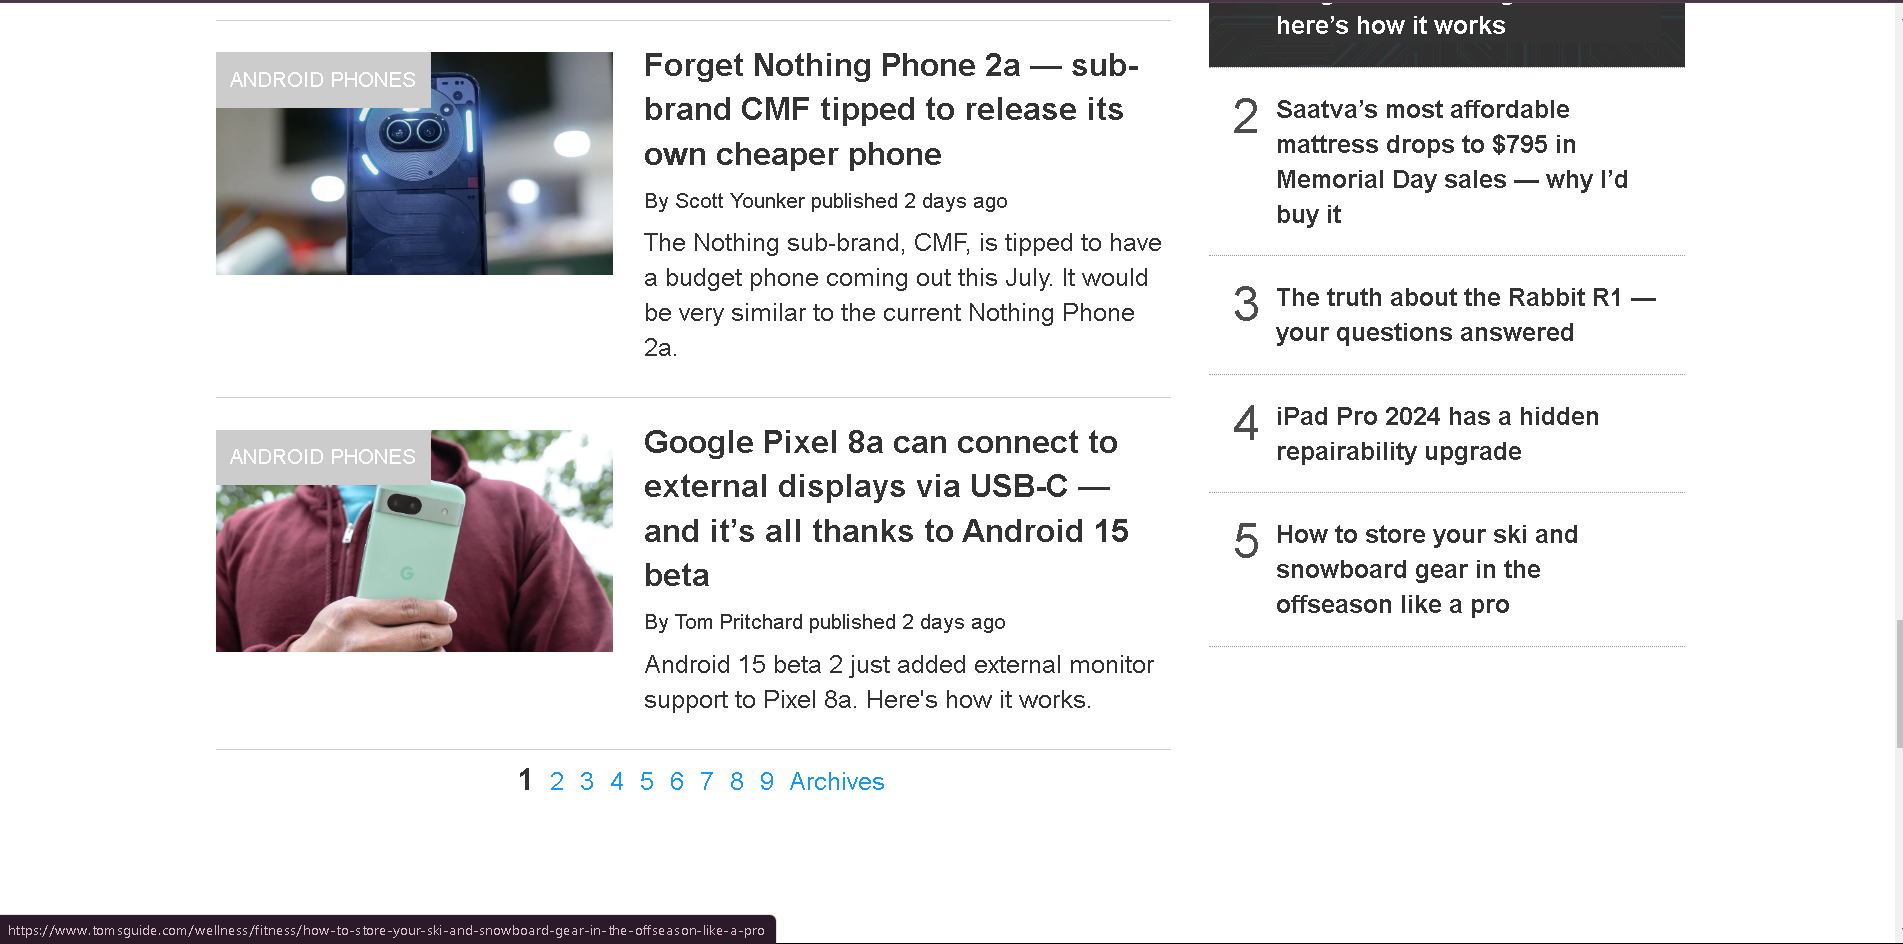 here’s how it works
ANDROID PHONES
Forget Nothing Phone 2a — sub-
brand CMF tipped to release its
own cheaper phone
By Scott Younker published 2 days ago
The Nothing sub-brand, CMF, is tipped to have
a budget phone coming out this July. It would
be very similar to the current Nothing Phone
2a.
ANDROID PHONES
Google Pixel 8a can connect to
external displays via USB-C —
and it’s all thanks to Android 15
beta
By Tom Pritchard published 2 days ago
Android 15 beta 2 just added external monitor
support to Pixel 8a. Here's how it works.
1 2 3 4 5 6 7 8 9 Archives
2 Saatva’s most affordable
mattress drops to $795 in
Memorial Day sales — why I’d
buy it
3 The truth about the Rabbit R1 —
your questions answered
4 iPad Pro 2024 has a hidden
repairability upgrade
5 How to store your ski and
snowboard gear in the
offseason like a pro
https://www.tomsguide.com/wellness/fitness/how-to-store-your-ski-and-snowboard-gear-in-the-offseason-like-a-pro